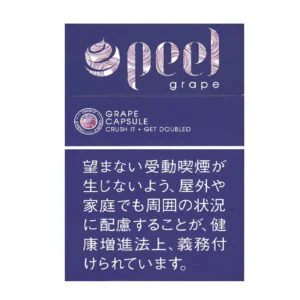 peel
grape
GRAPE
CAPSULE
CRUSH IT • GET DOUBLED
望まない受動喫煙が
生じないよう、屋外や
家庭でも周囲の状況
に配慮することが、健
康増進法上、義務付
けられています。